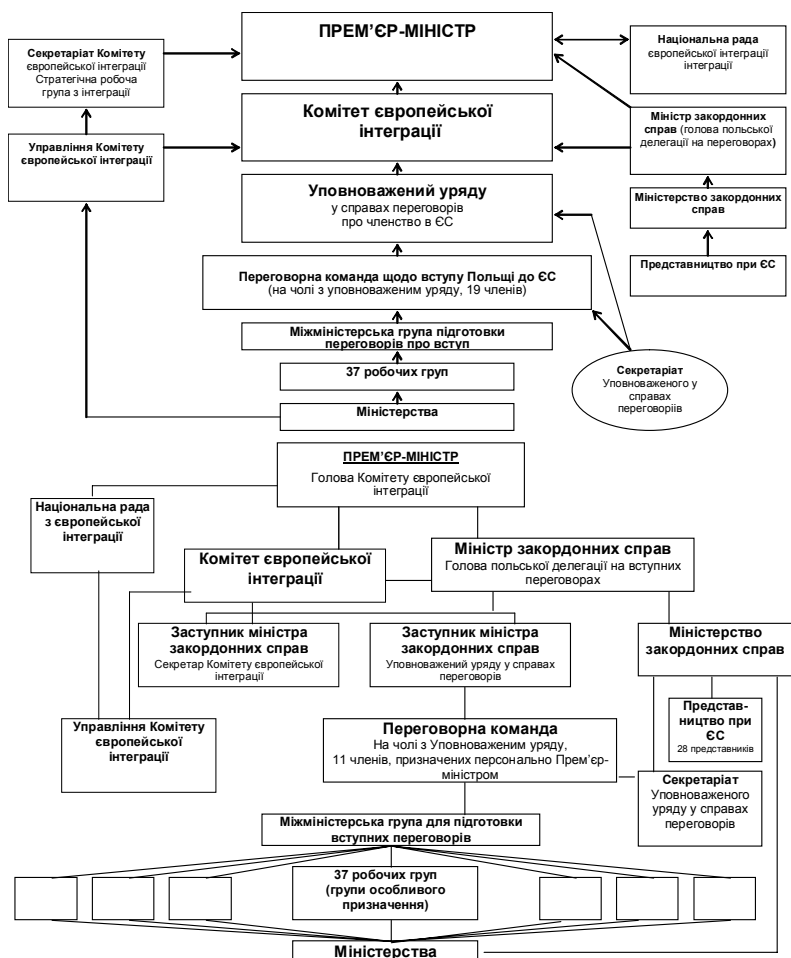 ПРЕМ’ЄР-МІНІСТР
Секретаріат Комітету
європейської інтеграції
Стратегічна робоча
група з інтеграції
Національна рада
європейської інтеграції
інтеграції
Комітет європейської
інтеграції
Міністр закордонних
справ (голова польської
делегації на переговорах)
Управління Комітету
європейської інтеграції
Уповноважений уряду
у справах переговорів
про членство в ЄС
Міністерство закордонних
справ
Представництво при ЄС
Переговорна команда щодо вступу Польщі до ЄС
(на чолі з уповноваженим уряду, 19 членів)
Міжміністерська група підготовки
переговорів про вступ
37 робочих груп
Міністерства
Секретаріат
Уповноваженого у
справах
переговоріів
ПРЕМ’ЄР-МІНІСТР
Голова Комітету європейської
інтеграції
Національна рада
з європейської
інтеграції
Комітет європейської
інтеграції
Міністр закордонних справ
Голова польської делегації на вступних
переговорах
Заступник міністра
закордонних справ
Секретар Комітету європейської
інтеграції
Заступник міністра
закордонних справ
Уповноважений уряду у справах
переговорів
Міністерство
закордонних справ
Представ-
ництво при
ЄС
28 представників
Управління Комітету
європейської
інтеграції
Переговорна команда
На чолі з Уповноваженим уряду,
11 членів, призначених персонально Прем’єр-
міністром
Секретаріат
Уповноваженого
уряду у справах
переговорів
Міжміністерська група для підготовки
вступних переговорів
37 робочих груп
(групи особливого
призначення)
Міністерства